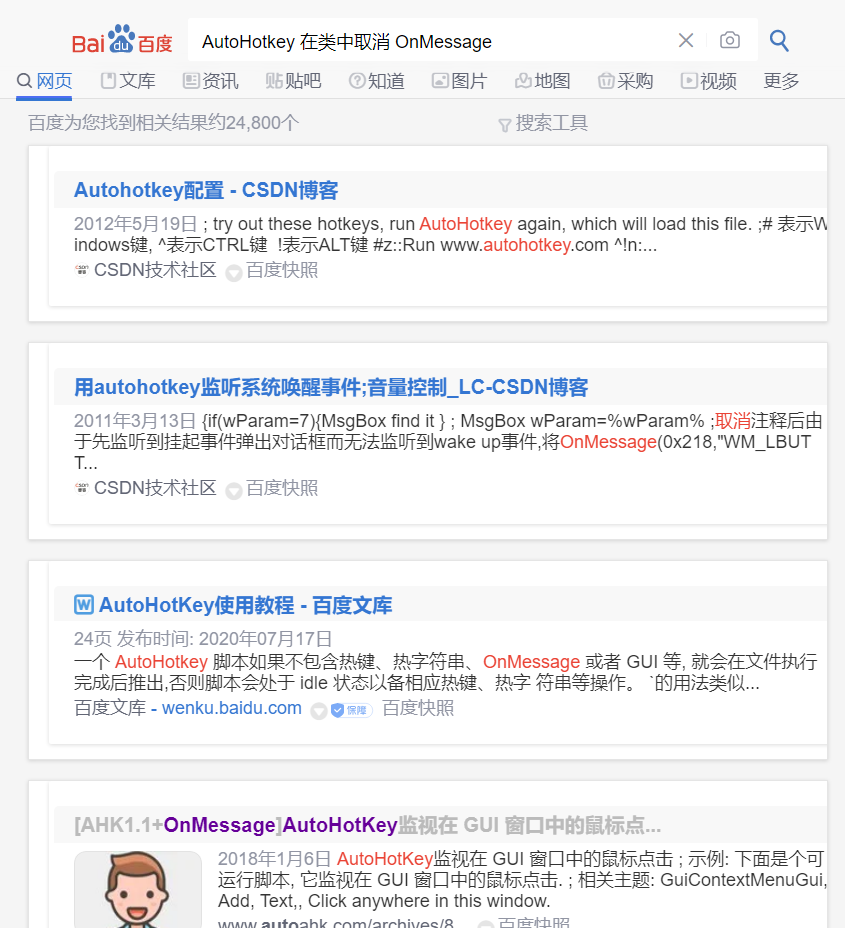 Bai du 百度 AutoHotkey 在类中取消 OnMessage
网页 文库 资讯 贴吧 知道 图片 地图 采购 视频 更多
百度为您找到相关结果约24,800个 搜索工具
Autohotkey配置 - CSDN博客
2012年5月19日 ; try out these hotkeys, run AutoHotkey again, which will load this file. ;# 表示W
indows键, ^表示CTRL键 !表示ALT键 #z::Run www.autohotkey.com ^!n:...
CSDN技术社区 百度快照
用autohotkey监听系统唤醒事件;音量控制_LC-CSDN博客
2011年3月13日 {if(wParam=7){MsgBox find it } ; MsgBox wParam=%wParam% ;取消注释后由
于先监听到挂起事件弹出对话框而无法监听到wake up事件,将OnMessage(0x218,"WM_LBUT
T...
CSDN技术社区 百度快照
W AutoHotKey使用教程 - 百度文库
24页 发布时间: 2020年07月17日
一个 AutoHotkey 脚本如果不包含热键、热字符串、OnMessage 或者 GUI 等, 就会在文件执行
完成后推出,否则脚本会处于 idle 状态以备相应热键、热字 符串等操作。 `的用法类似...
百度文库 - wenku.baidu.com 保障 百度快照
[AHK1.1+OnMessage]AutoHotKey监视在 GUI 窗口中的鼠标点...
2018年1月6日 AutoHotKey监视在 GUI 窗口中的鼠标点击 ; 示例: 下面是个可
运行脚本, 它监视在 GUI 窗口中的鼠标点击. ; 相关主题: GuiContextMenuGui,
Add, Text,, Click anywhere in this window.
www.autoahk.com/archives/8... 百度快照